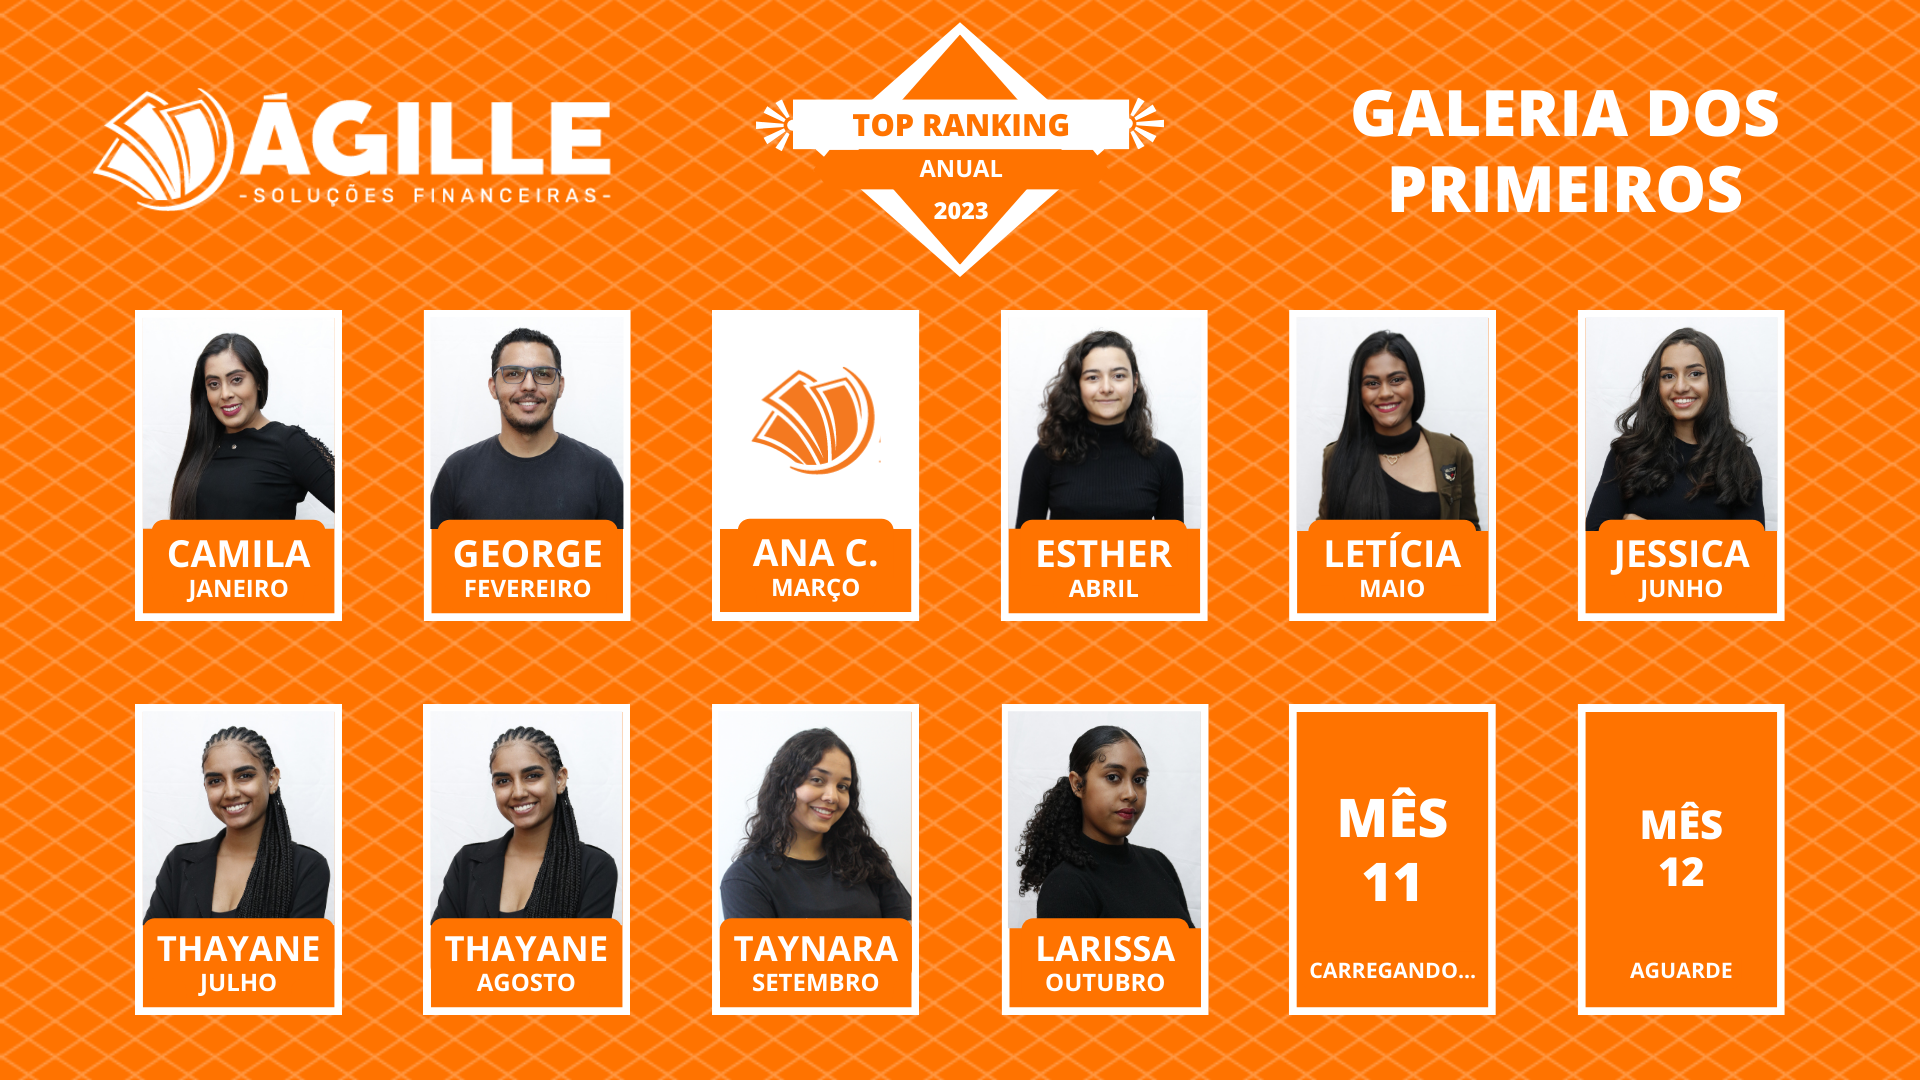 ÁGILLE
-SOLUÇÕES FINANCEIRAS-
TOP RANKING
ANUAL
2023
GALERIA DOS
PRIMEIROS
CAMILA
JANEIRO
GEORGE
FEVEREIRO
ANA C.
MARÇO
ESTHER
ABRIL
LETÍCIA
MAIO
JESSICA
JUNHO
THAYANE
JULHO
THAYANE
AGOSTO
TAYNARA
SETEMBRO
LARISSA
OUTUBRO
MÊS
11
CARREGANDO...
MÊS
12
AGUARDE